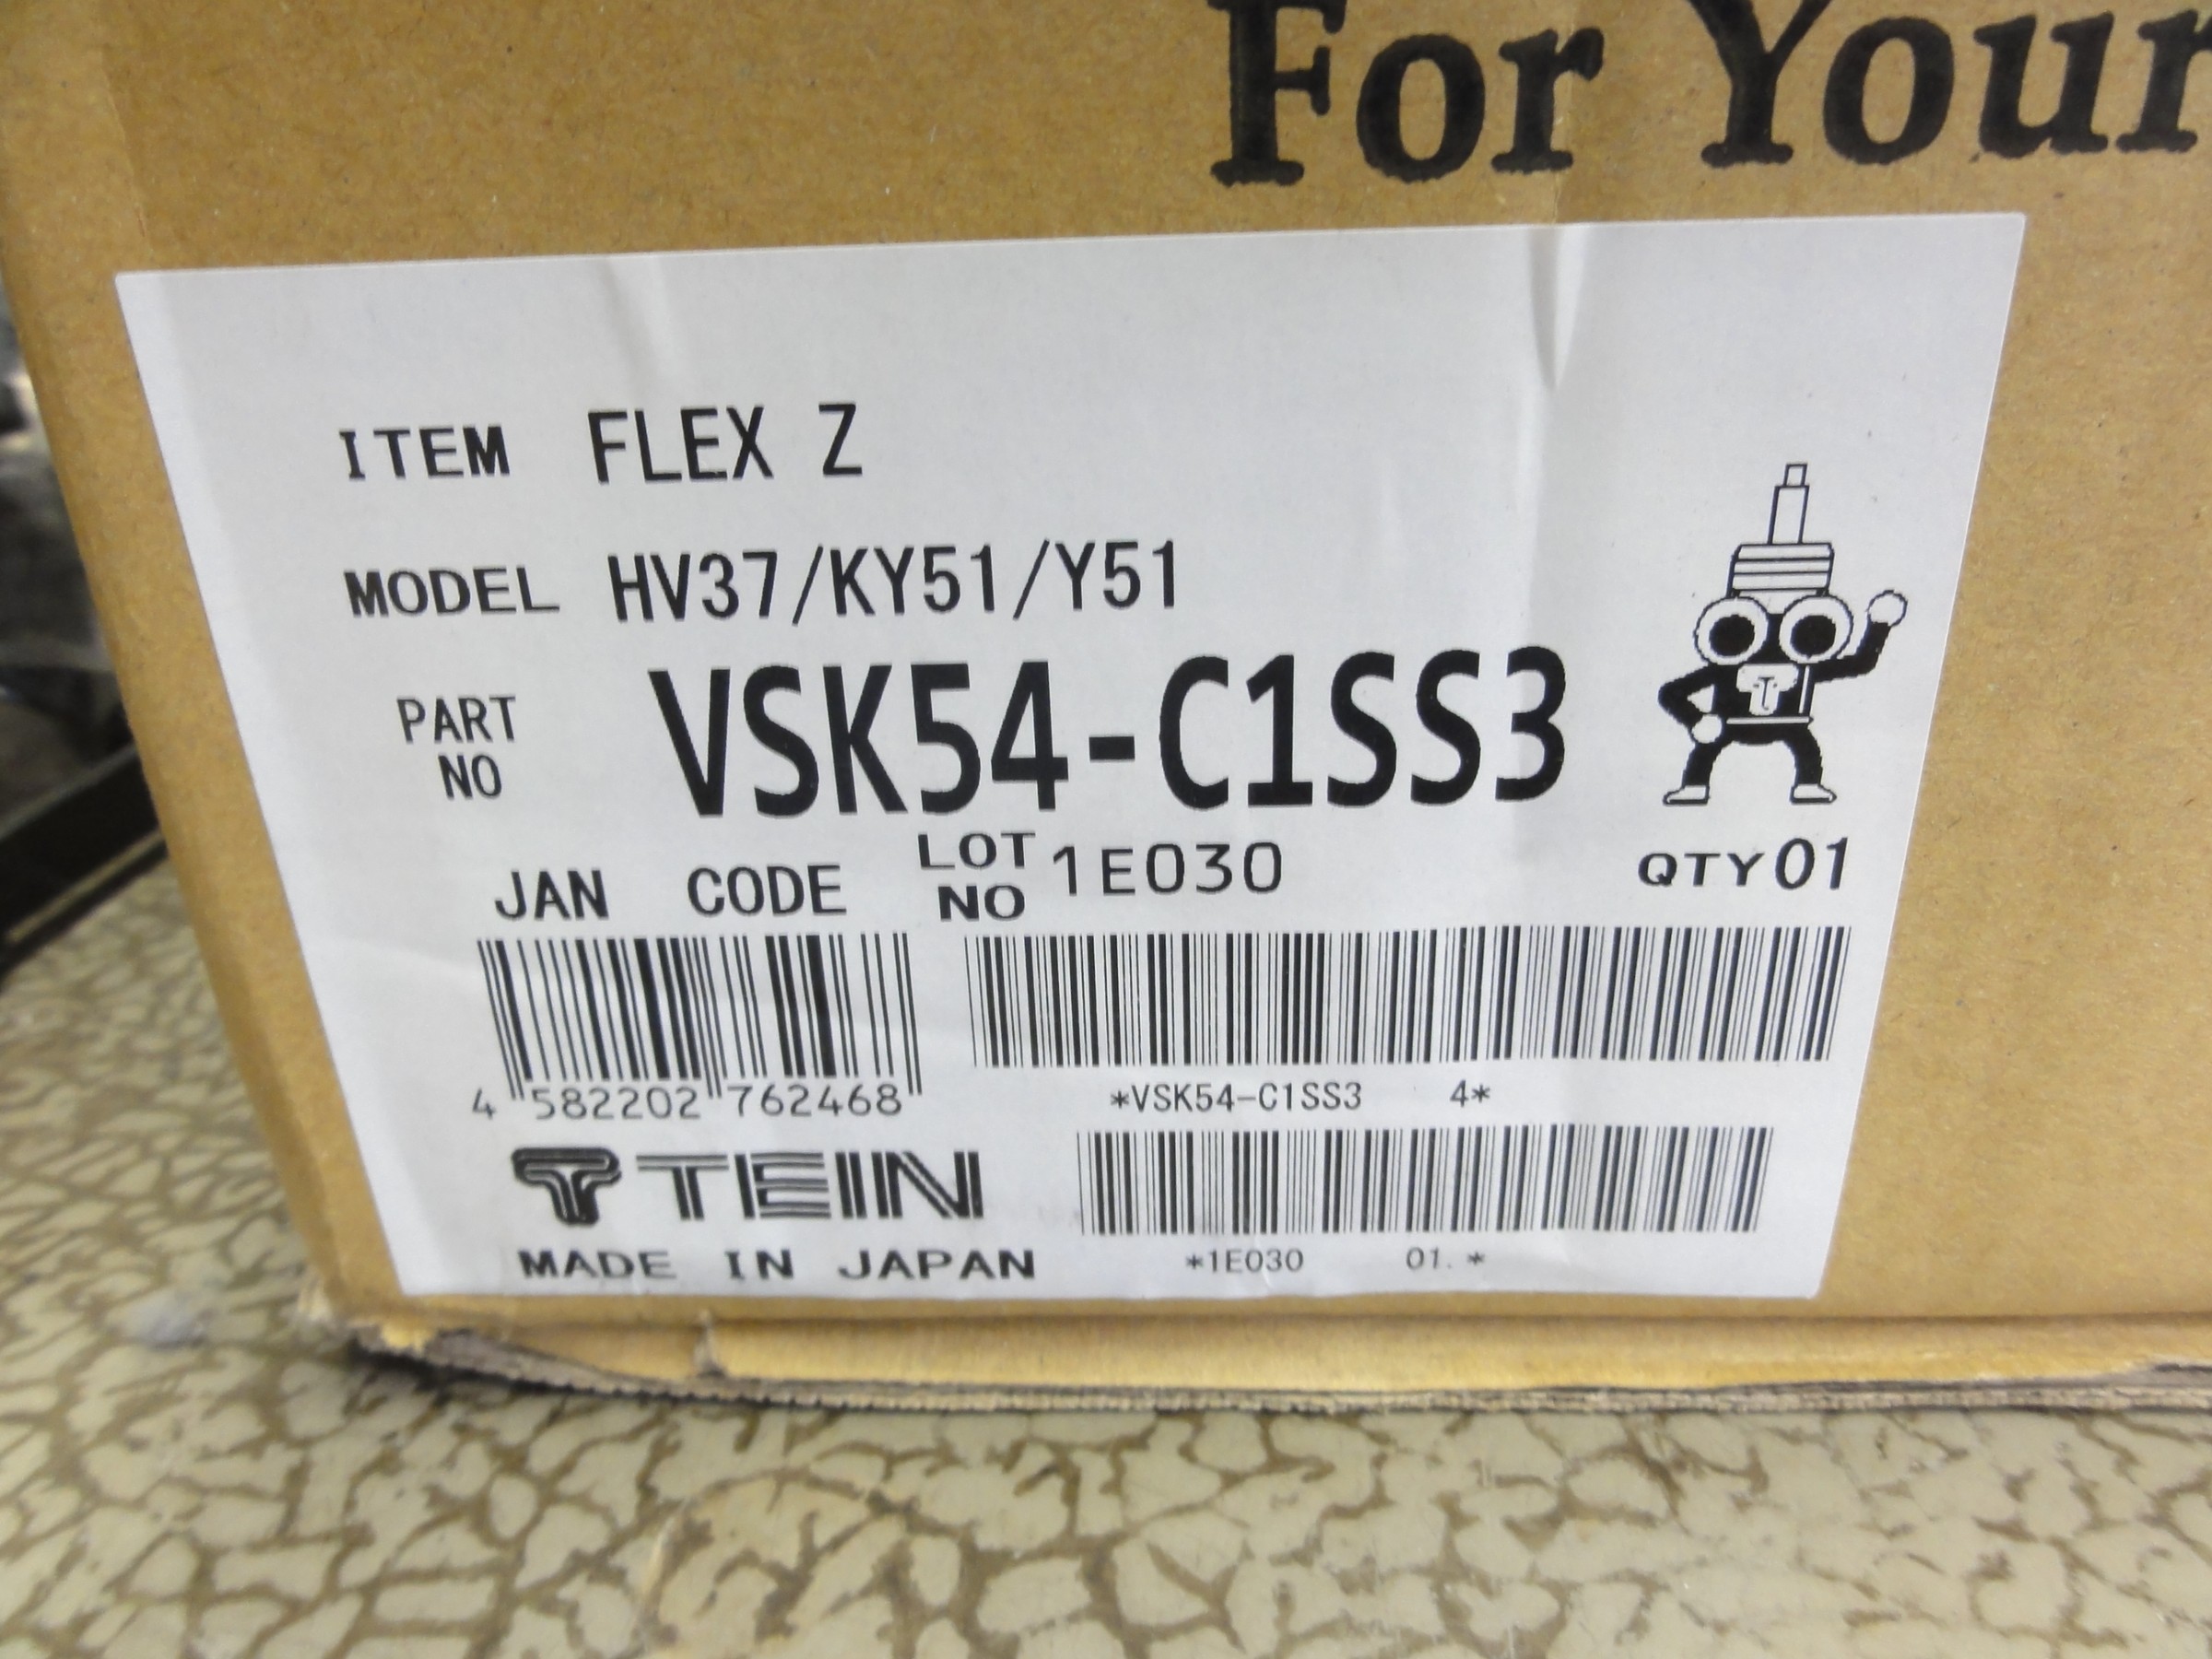 For Your
ITEM FLEX Z
MODEL HV37/KY51/Y51
PART NO VSK54-C1SS3
JAN CODE LOT NO 1E030 QTY 01
4 582202 762468
*VSK54-C1SS3 4*
TEIN
MADE IN JAPAN
*1E030 01. *